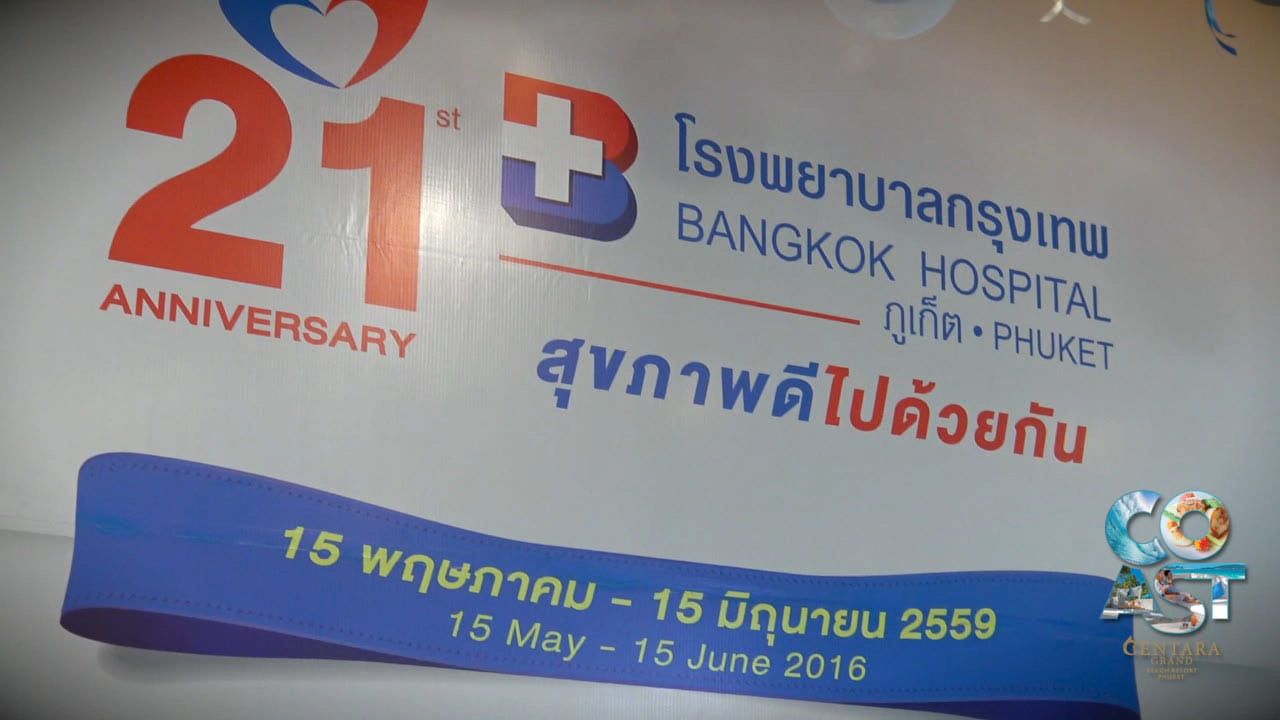 21st
ANNIVERSARY
B
โรงพยาบาลกรุงเทพ
BANGKOK HOSPITAL
ภูเก็ต • PHUKET
สุขภาพดีไปด้วยกัน
15 พฤษภาคม - 15 มิถุนายน 2559
15 May - 15 June 2016
COAST
CENTARA
GRAND
BEACH RESORT
PHUKET